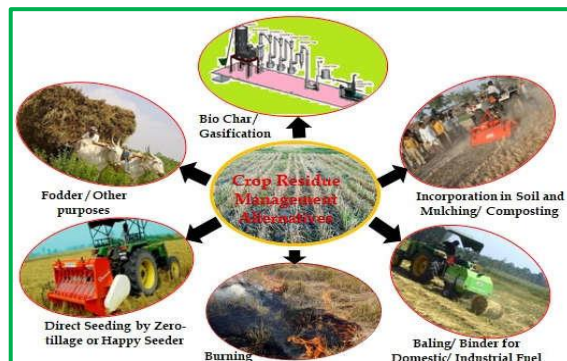 Bio Char/
Gasification
Fodder / Other
purposes
Crop Residue
Management
Alternatives
Incorporation in Soil and
Mulching/ Composting
Direct Seeding by Zero-
tillage or Happy Seeder
Burning
Baling/ Binder for
Domestic/ Industrial Fuel